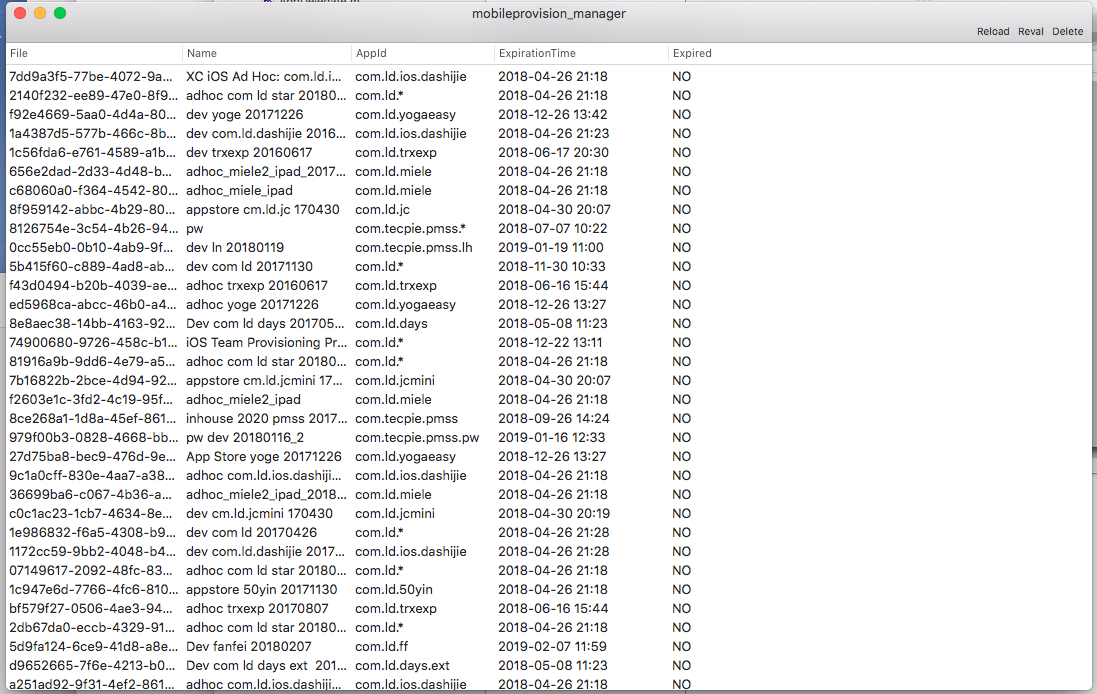 mobileprovision_manager
Reload Reval Delete
File Name AppId ExpirationTime Expired
7dd9a3f5-77be-4072-9a... XC iOS Ad Hoc: com.ld.i... com.ld.ios.dashijie 2018-04-26 21:18 NO
2140f232-ee89-47e0-8f9... adhoc com ld star 20180... com.ld.* 2018-04-26 21:18 NO
f92e4669-5aa0-4d4a-80... dev yoge 20171226 com.ld.yogaeasy 2018-12-26 13:42 NO
1a4387d5-577b-466c-8b... dev com.ld.dashijie 2016... com.ld.ios.dashijie 2018-04-26 21:23 NO
1c56fda6-e761-4589-a1b... dev trxexp 20160617 com.ld.trxexp 2018-06-17 20:30 NO
656e2dad-2d33-4d48-b... adhoc_miele2_ipad_2017... com.ld.miele 2018-04-26 21:18 NO
c68060a0-f364-4542-80... adhoc_miele_ipad com.ld.miele 2018-04-26 21:18 NO
8f959142-abbc-4b29-80... appstore cm.ld.jc 170430 com.ld.jc 2018-04-30 20:07 NO
8126754e-3c54-4b26-94... pw com.tecpie.pmss.* 2018-07-07 10:22 NO
0cc55eb0-0b10-4ab9-9f... dev ln 20180119 com.tecpie.pmss.lh 2019-01-19 11:00 NO
5b415f60-c889-4ad8-ab... dev com ld 20171130 com.ld.* 2018-11-30 10:33 NO
f43d0494-b20b-4039-ae... adhoc trxexp 20160617 com.ld.trxexp 2018-06-16 15:44 NO
ed5968ca-abcc-46b0-a4... adhoc yoge 20171226 com.ld.yogaeasy 2018-12-26 13:27 NO
8e8aec38-14bb-4163-92... Dev com ld days 201705... com.ld.days 2018-05-08 11:23 NO
74900680-9726-458c-b1... iOS Team Provisioning Pr... com.ld.* 2018-12-22 13:11 NO
81916a9b-9dd6-4e79-a5... adhoc com ld star 20180... com.ld.* 2018-04-26 21:18 NO
7b16822b-2bce-4d94-92... appstore cm.ld.jcmini 17... com.ld.jcmini 2018-04-30 20:07 NO
f2603e1c-3fd2-4c19-95f... adhoc_miele2_ipad com.ld.miele 2018-04-26 21:18 NO
8ce268a1-1d8a-45ef-861... inhouse 2020 pmss 2017... com.tecpie.pmss 2018-09-26 14:24 NO
979f00b3-0828-4668-bb... pw dev 20180116_2 com.tecpie.pmss.pw 2019-01-16 12:33 NO
27d75ba8-bec9-476d-9e... App Store yoge 20171226 com.ld.yogaeasy 2018-12-26 13:27 NO
9c1a0cff-830e-4aa7-a38... adhoc com.ld.ios.dashiji... com.ld.ios.dashijie 2018-04-26 21:18 NO
36699ba6-c067-4b36-a... adhoc_miele2_ipad_2018... com.ld.miele 2018-04-26 21:18 NO
c0c1ac23-1cb7-4634-8e... dev cm.ld.jcmini 170430 com.ld.jcmini 2018-04-30 20:19 NO
1e986832-f6a5-4308-b9... dev com ld 20170426 com.ld.* 2018-04-26 21:28 NO
1172cc59-9bb2-4048-b4... dev com.ld.dashijie 2017... com.ld.ios.dashijie 2018-04-26 21:28 NO
07149617-2092-48fc-83... adhoc com ld star 20180... com.ld.* 2018-04-26 21:18 NO
1c947e6d-7766-4fc6-810... appstore 50yin 20171130 com.ld.50yin 2018-04-26 21:18 NO
bf579f27-0506-4ae3-94... adhoc trxexp 20170807 com.ld.trxexp 2018-06-16 15:44 NO
2db67da0-eccb-4329-91... adhoc com ld star 20180... com.ld.* 2018-04-26 21:18 NO
5d9fa124-6ce9-41d8-a8e... Dev fanfei 20180207 com.ld.ff 2019-02-07 11:59 NO
d9652665-7f6e-4213-b0... Dev com ld days ext 201... com.ld.days.ext 2018-05-08 11:23 NO
a251ad92-9f31-4ef2-861... adhoc com.ld.ios.dashiji... com.ld.ios.dashijie 2018-04-26 21:18 NO